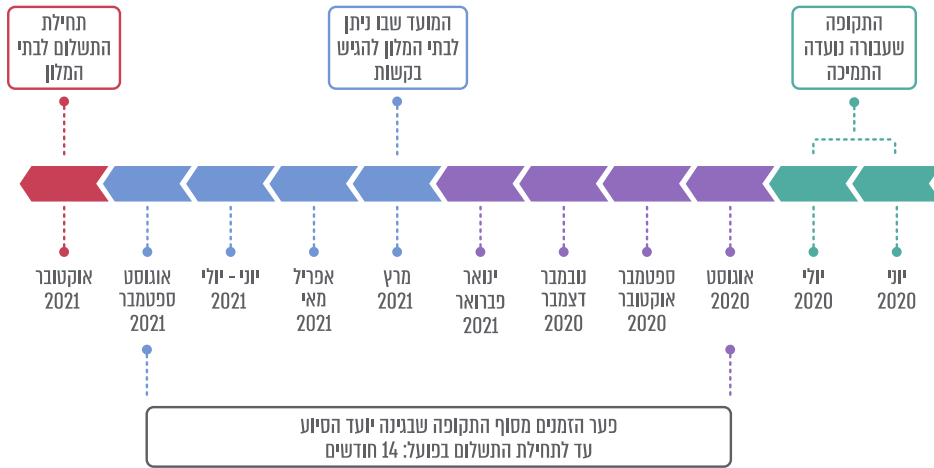 התקופה
שעבורה נועדה
התמיכה
המועד שבו ניתן
לבתי המלון להגיש
בקשות
תחילת
התשלום לבתי
המלון
יוני
2020
יולי
2020
אוגוסט
2020
ספטמבר
אוקטובר
2020
נובמבר
דצמבר
2020
ינואר
פברואר
2021
מרץ
2021
אפריל
מאי
2021
יוני - יולי
2021
אוגוסט
ספטמבר
2021
אוקטובר
2021
פער הזמנים מסוף התקופה שבגינה יועד הסיוע
עד לתחילת התשלום בפועל: 14 חודשים